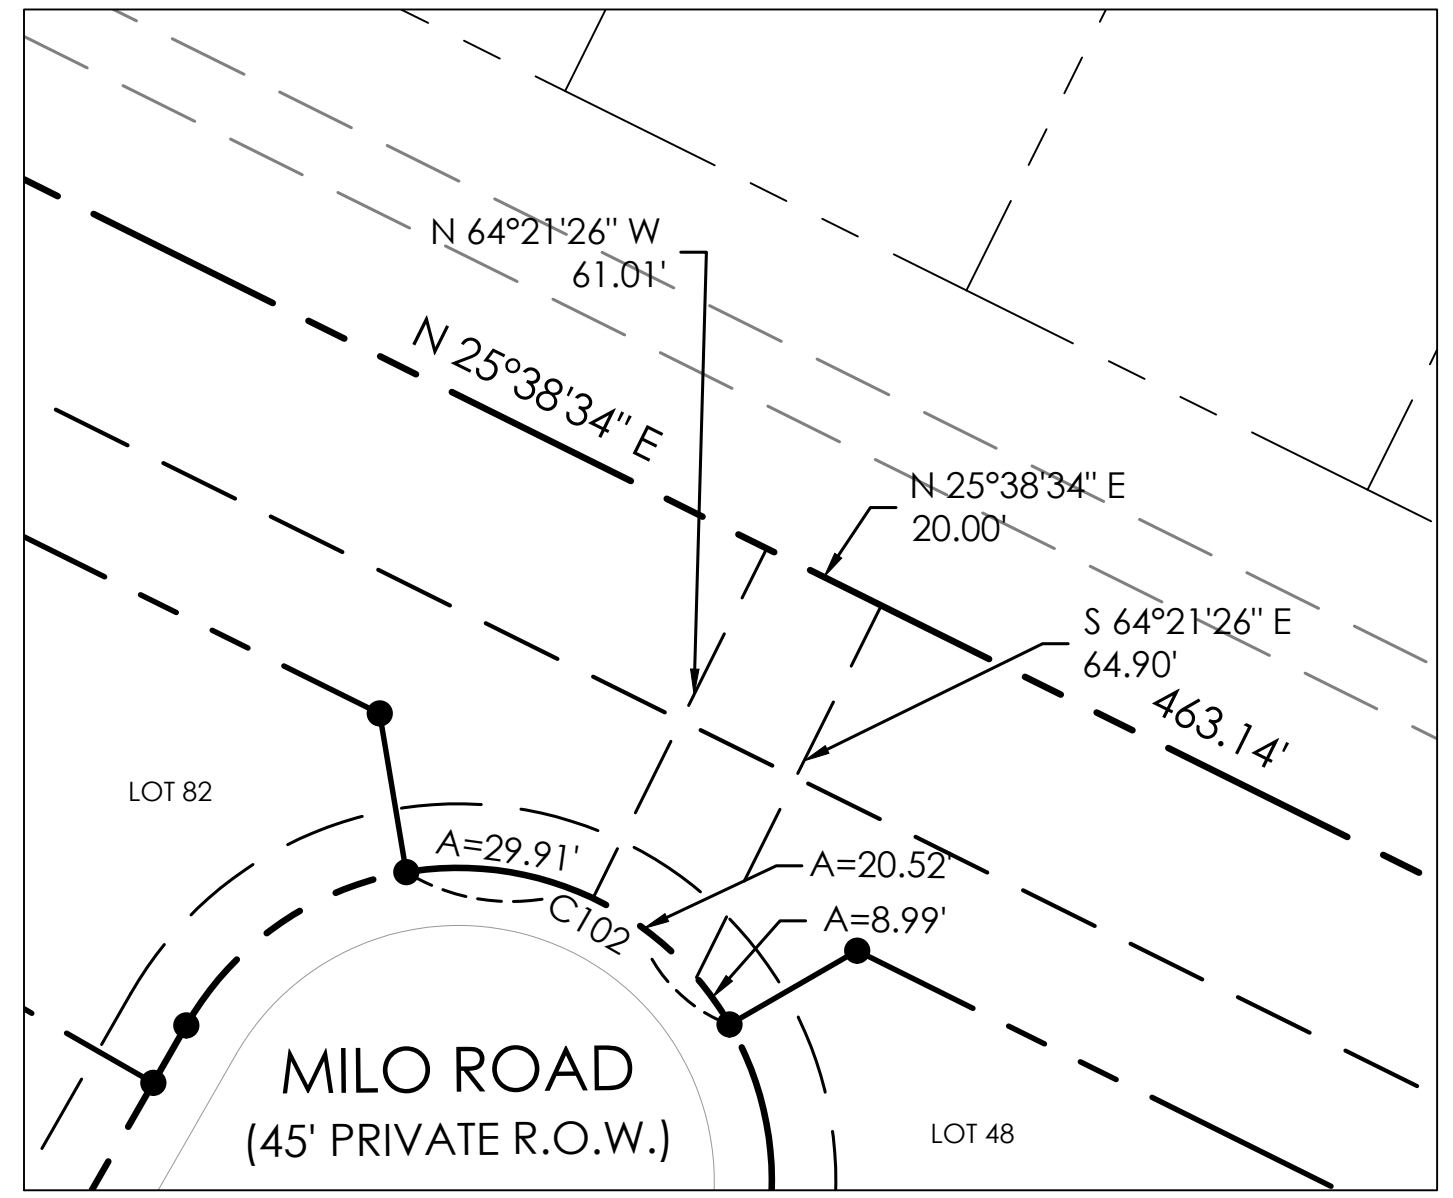 N 64°21'26" W
61.01'
N 25°38'34" E
N 25°38'34" E
20.00'
S 64°21'26" E
64.90'
463.14'
LOT 82
A=29.91'
A=20.52'
C102
A=8.99'
MILO ROAD
(45' PRIVATE R.O.W.)
LOT 48